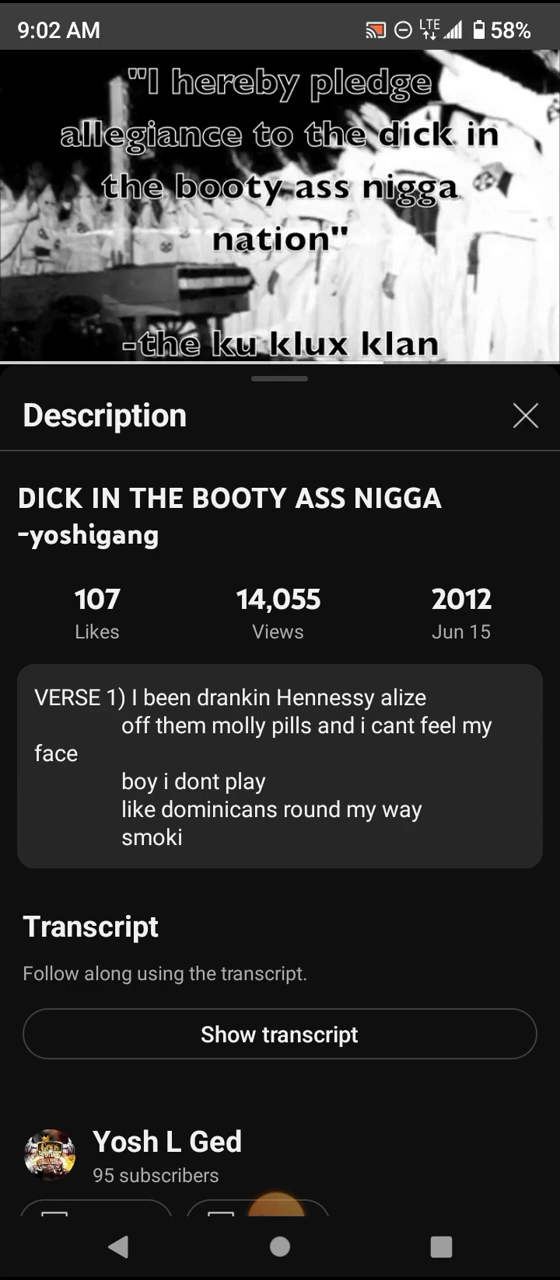 9:02 AM
LTE
58%
"I hereby pledge
allegiance to the dick in
the booty ass nigga
nation"
-the ku klux klan
Description
DICK IN THE BOOTY ASS NIGGA
-yoshigang
107
14,055
2012
Likes
Views
Jun 15
VERSE 1) I been drankin Hennessy alize
off them molly pills and i cant feel my
face
boy i dont play
like dominicans round my way
smoki
Transcript
Follow along using the transcript.
Show transcript
Yosh L Ged
95 subscribers